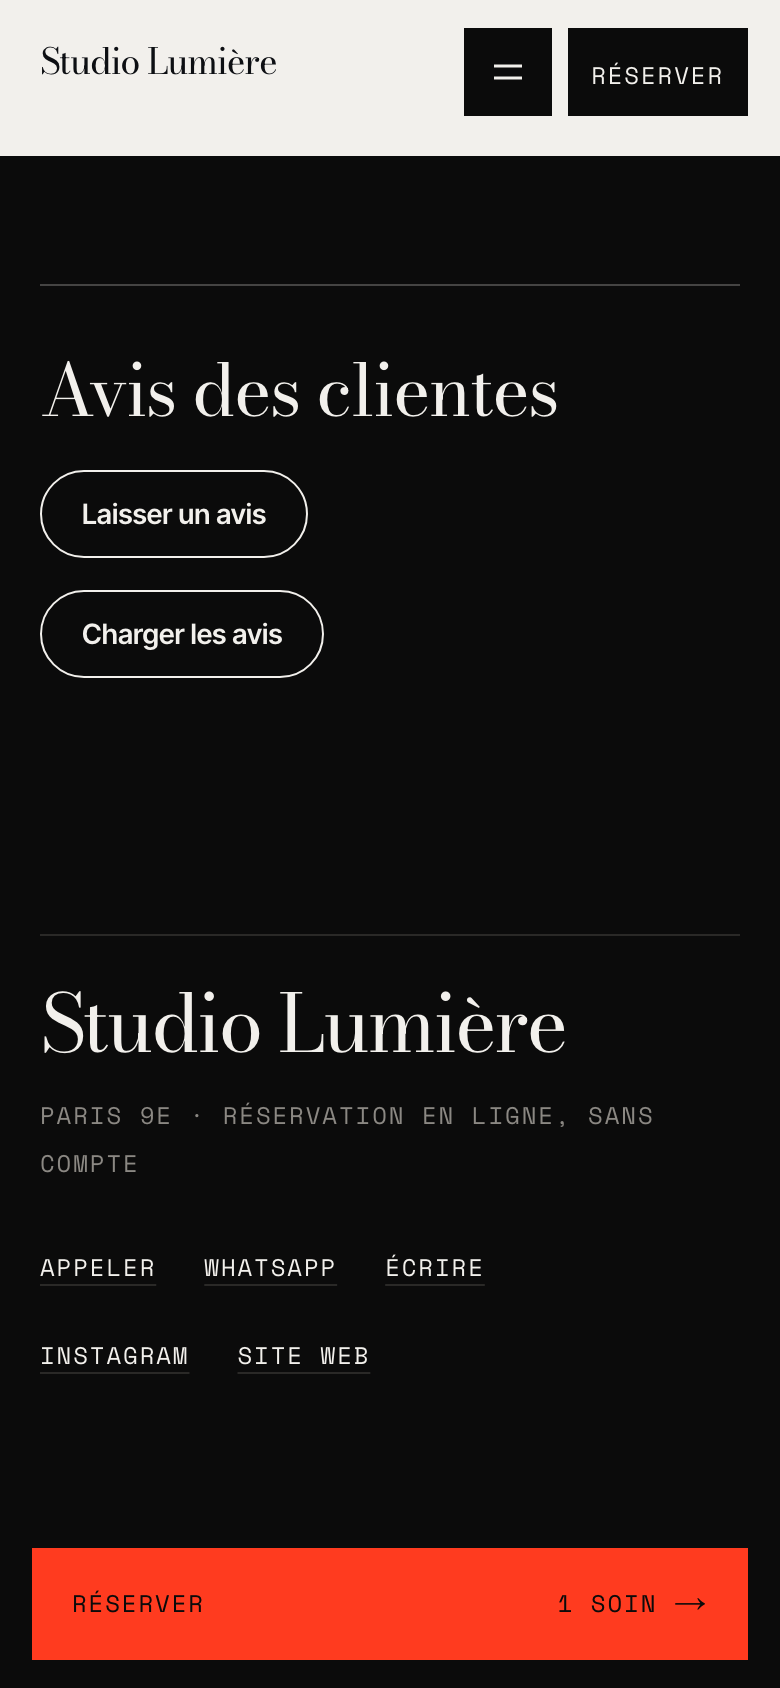 Studio Lumière
RÉSERVER
Avis des clientes
Laisser un avis
Charger les avis
Studio Lumière
PARIS 9E · RÉSERVATION EN LIGNE, SANS
COMPTE
APPELER WHATSAPP ÉCRIRE
INSTAGRAM SITE WEB
RÉSERVER 1 SOIN →